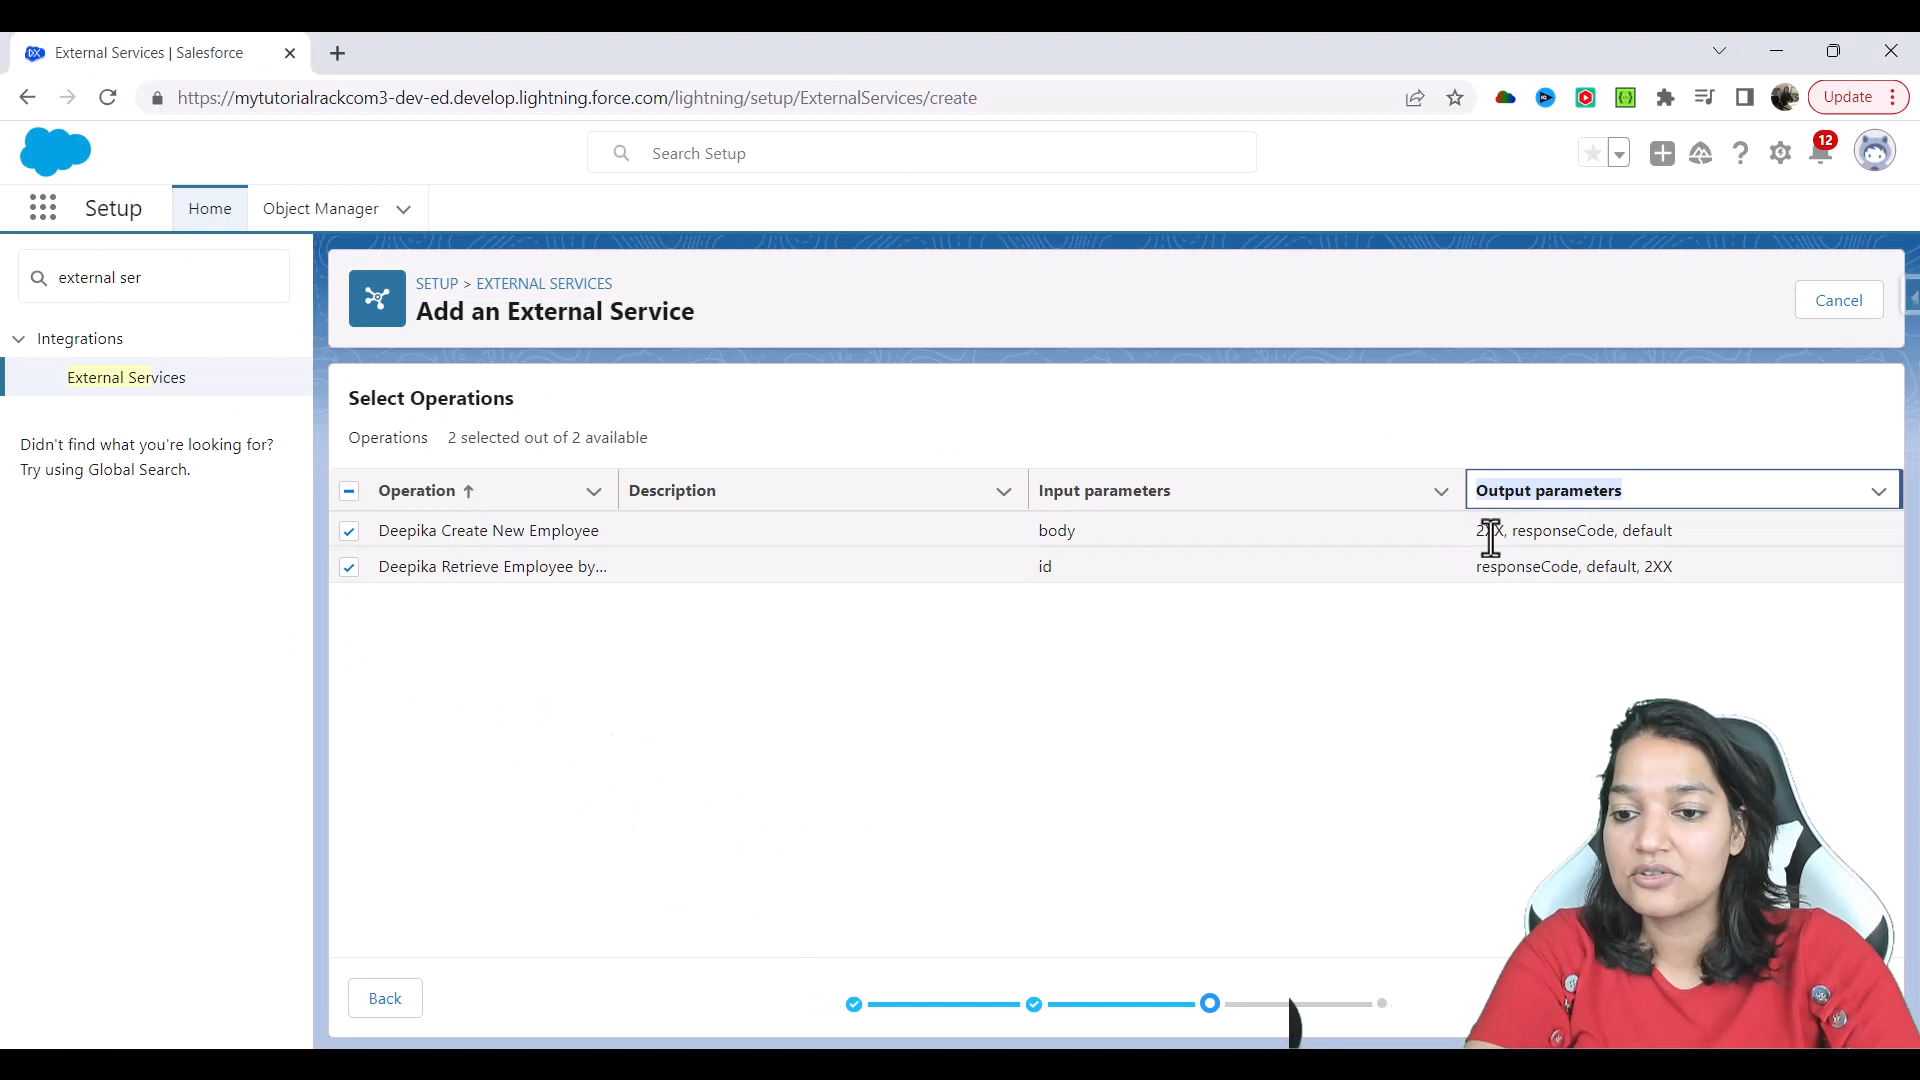 External Services | Salesforce
https://mytutorialrackcom3-dev-ed.develop.lightning.force.com/lightning/setup/ExternalServices/create
Update
Search Setup
12
Setup
Home
Object Manager
external ser
Integrations
External Services
Didn't find what you're looking for?
Try using Global Search.
SETUP > EXTERNAL SERVICES
Add an External Service
Cancel
Select Operations
Operations 2 selected out of 2 available
Operation Description Input parameters Output parameters
Deepika Create New Employee body 2XX, responseCode, default
Deepika Retrieve Employee by... id responseCode, default, 2XX
Back